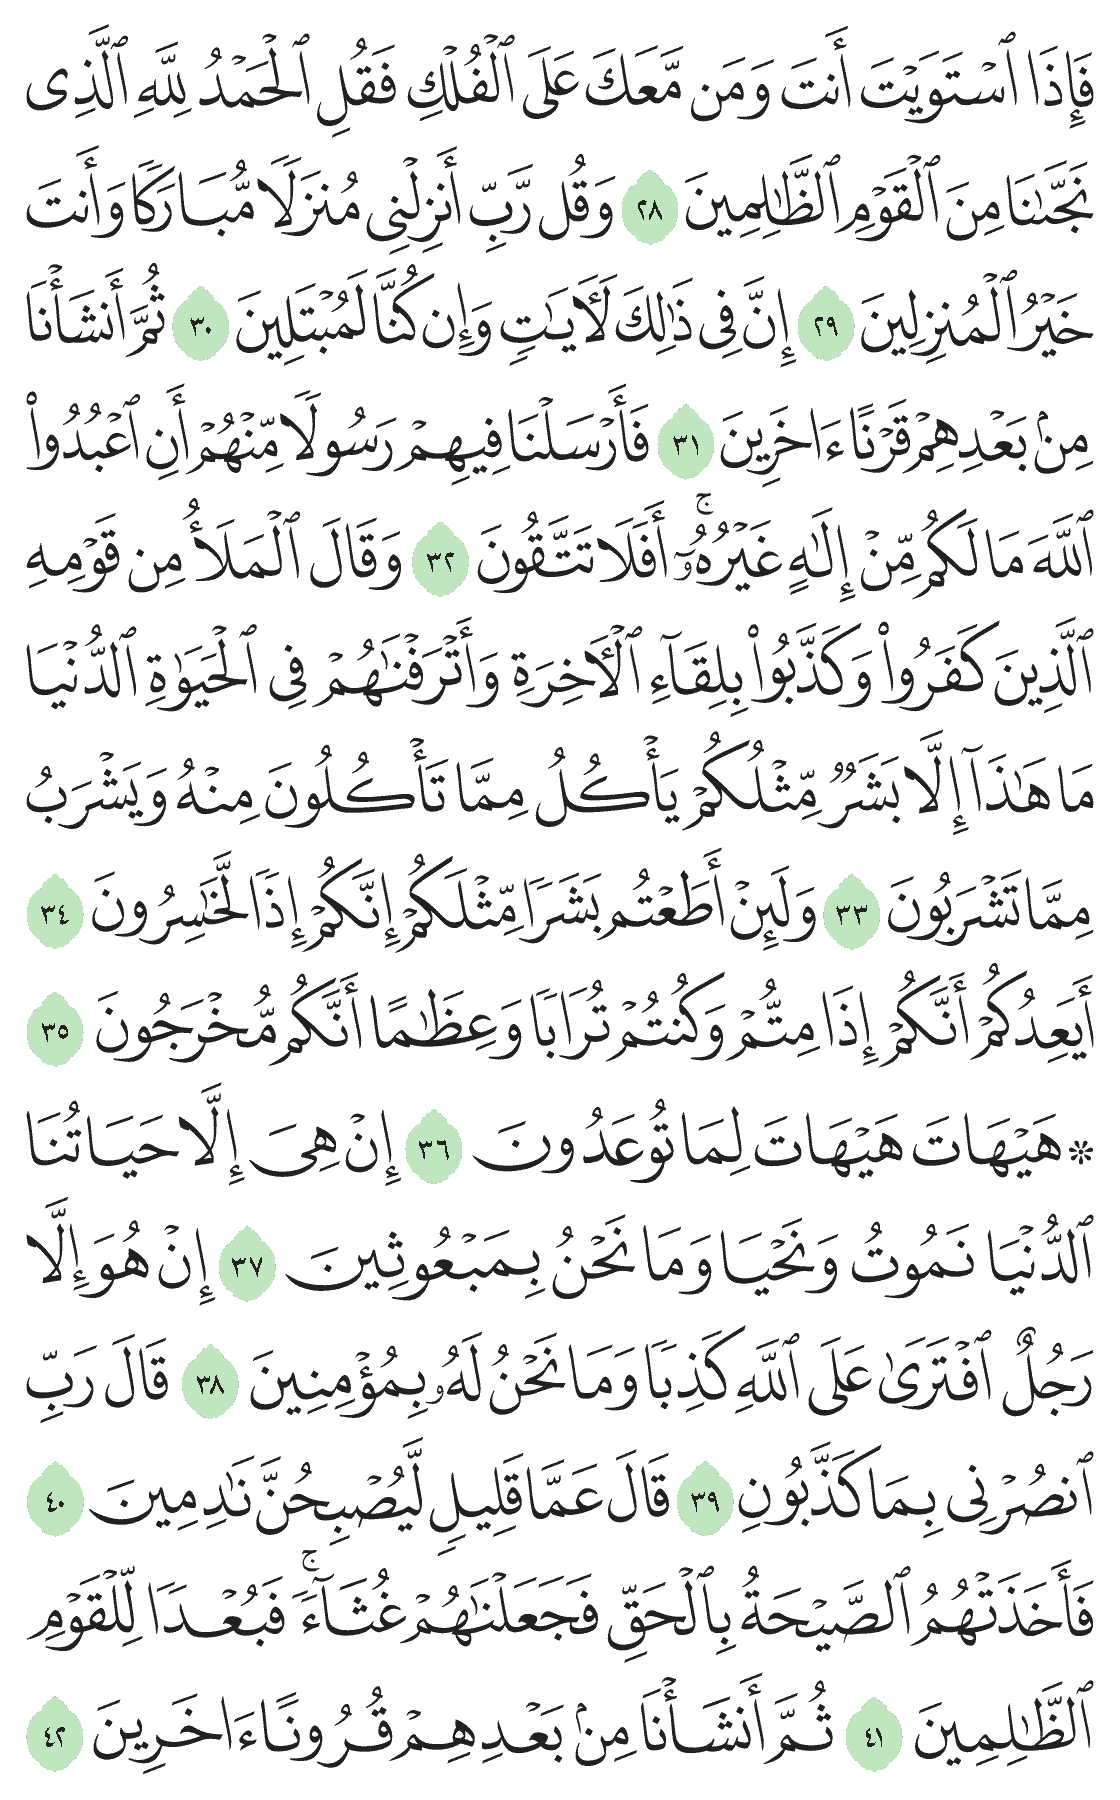 فَإِذَا ٱسْتَوَيْتَ أَنتَ وَمَن مَّعَكَ عَلَى ٱلْفُلْكِ فَقُلِ ٱلْحَمْدُ لِلَّهِ ٱلَّذِى
نَجَّىٰنَا مِنَ ٱلْقَوْمِ ٱلظَّـٰلِمِينَ ٢٨ وَقُل رَّبِّ أَنزِلْنِى مُنزَلًا مُّبَارَكًا وَأَنتَ
خَيْرُ ٱلْمُنزِلِينَ ٢٩ إِنَّ فِى ذَٰلِكَ لَـَٔايَـٰتٍ وَإِن كُنَّا لَمُبْتَلِينَ ٣٠ ثُمَّ أَنشَأْنَا
مِنۢ بَعْدِهِمْ قَرْنًا ءَاخَرِينَ ٣١ فَأَرْسَلْنَا فِيهِمْ رَسُولًا مِّنْهُمْ أَنِ ٱعْبُدُوا۟
ٱللَّهَ مَا لَكُم مِّنْ إِلَـٰهٍ غَيْرُهُۥٓ ۚ أَفَلَا تَتَّقُونَ ٣٢ وَقَالَ ٱلْمَلَأُ مِن قَوْمِهِ
ٱلَّذِينَ كَفَرُوا۟ وَكَذَّبُوا۟ بِلِقَآءِ ٱلْـَٔاخِرَةِ وَأَتْرَفْنَـٰهُمْ فِى ٱلْحَيَوٰةِ ٱلدُّنْيَا
مَا هَـٰذَآ إِلَّا بَشَرٌ مِّثْلُكُمْ يَأْكُلُ مِمَّا تَأْكُلُونَ مِنْهُ وَيَشْرَبُ
مِمَّا تَشْرَبُونَ ٣٣ وَلَئِنْ أَطَعْتُم بَشَرًا مِّثْلَكُمْ إِنَّكُمْ إِذًا لَّخَـٰسِرُونَ ٣٤
أَيَعِدُكُمْ أَنَّكُمْ إِذَا مِتُّمْ وَكُنتُمْ تُرَابًا وَعِظَـٰمًا أَنَّكُم مُّخْرَجُونَ ٣٥
۞ هَيْهَاتَ هَيْهَاتَ لِمَا تُوعَدُونَ ٣٦ إِنْ هِىَ إِلَّا حَيَاتُنَا
ٱلدُّنْيَا نَمُوتُ وَنَحْيَا وَمَا نَحْنُ بِمَبْعُوثِينَ ٣٧ إِنْ هُوَ إِلَّا
رَجُلٌ ٱفْتَرَىٰ عَلَى ٱللَّهِ كَذِبًا وَمَا نَحْنُ لَهُۥ بِمُؤْمِنِينَ ٣٨ قَالَ رَبِّ
ٱنصُرْنِى بِمَا كَذَّبُونِ ٣٩ قَالَ عَمَّا قَلِيلٍ لَّيُصْبِحُنَّ نَـٰدِمِينَ ٤٠
فَأَخَذَتْهُمُ ٱلصَّيْحَةُ بِٱلْحَقِّ فَجَعَلْنَـٰهُمْ غُثَآءً ۚ فَبُعْدًا لِّلْقَوْمِ
ٱلظَّـٰلِمِينَ ٤١ ثُمَّ أَنشَأْنَا مِنۢ بَعْدِهِمْ قُرُونًا ءَاخَرِينَ ٤٢